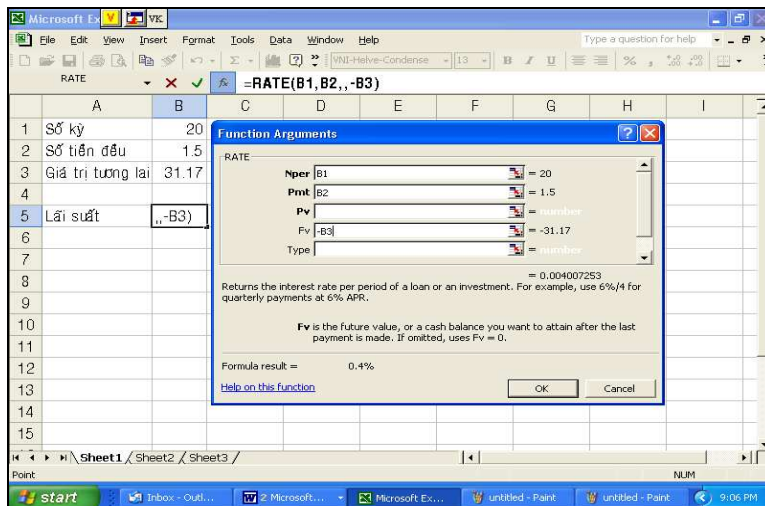 Microsoft Ex V VK
File Edit View Insert Format Tools Data Window Help Type a question for help
VNI-Helve-Condense 13 B I U
RATE =RATE(B1,B2,,-B3)
A B C D E F G H I
1 Số kỳ 20
2 Số tiền đều 1.5
3 Giá trị tương lai 31.17
4
5 Lãi suất ,,-B3)
6
7
8
9
10
11
12
13
14
15
Function Arguments
RATE
Nper B1 = 20
Pmt B2 = 1.5
Pv = number
Fv -B3 = -31.17
Type = number
= 0.004007253
Returns the interest rate per period of a loan or an investment. For example, use 6%/4 for
quarterly payments at 6% APR.
Fv is the future value, or a cash balance you want to attain after the last
payment is made. If omitted, uses Fv = 0.
Formula result = 0.4%
Help on this function OK Cancel
Sheet1 Sheet2 Sheet3
Point NUM
start Inbox - Outl... 2 Microsoft... Microsoft Ex... untitled - Paint untitled - Paint 9:06 PM